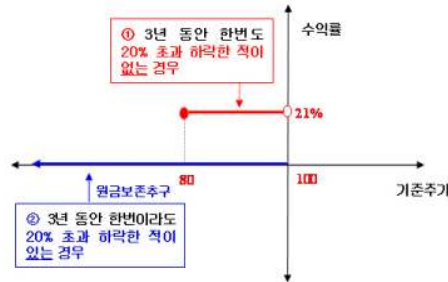 ① 3년 동안 한번도
20% 초과 하락한 적이
없는 경우
수익률
21%
80
100
기준주가
원금보존추구
② 3년 동안 한번이라도
20% 초과 하락한 적이
있는 경우